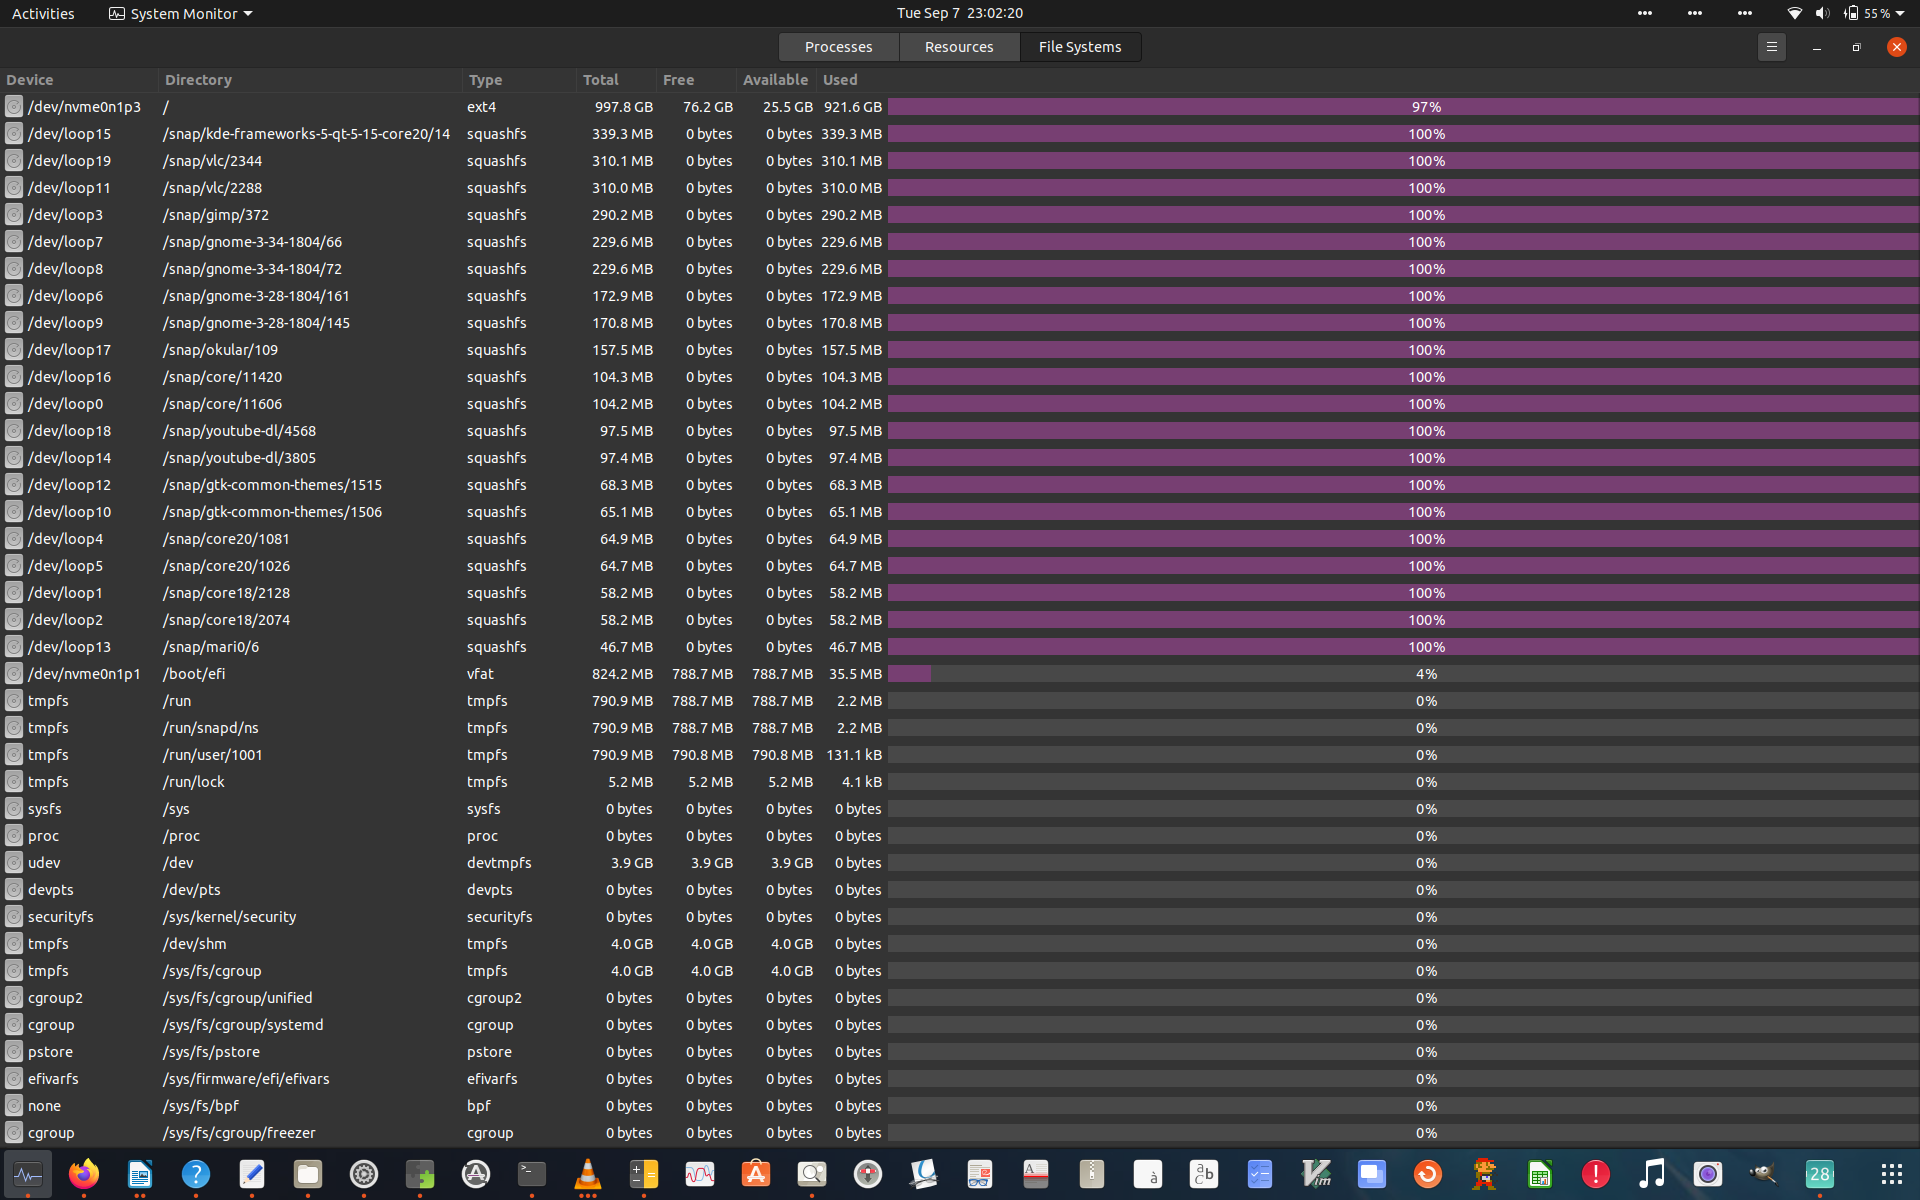 Activities System Monitor Tue Sep 7 23:02:20 55 %
Processes Resources File Systems
Device Directory Type Total Free Available Used
/dev/nvme0n1p3 / ext4 997.8 GB 76.2 GB 25.5 GB 921.6 GB 97%
/dev/loop15 /snap/kde-frameworks-5-qt-5-15-core20/14 squashfs 339.3 MB 0 bytes 0 bytes 339.3 MB 100%
/dev/loop19 /snap/vlc/2344 squashfs 310.1 MB 0 bytes 0 bytes 310.1 MB 100%
/dev/loop11 /snap/vlc/2288 squashfs 310.0 MB 0 bytes 0 bytes 310.0 MB 100%
/dev/loop3 /snap/gimp/372 squashfs 290.2 MB 0 bytes 0 bytes 290.2 MB 100%
/dev/loop7 /snap/gnome-3-34-1804/66 squashfs 229.6 MB 0 bytes 0 bytes 229.6 MB 100%
/dev/loop8 /snap/gnome-3-34-1804/72 squashfs 229.6 MB 0 bytes 0 bytes 229.6 MB 100%
/dev/loop6 /snap/gnome-3-28-1804/161 squashfs 172.9 MB 0 bytes 0 bytes 172.9 MB 100%
/dev/loop9 /snap/gnome-3-28-1804/145 squashfs 170.8 MB 0 bytes 0 bytes 170.8 MB 100%
/dev/loop17 /snap/okular/109 squashfs 157.5 MB 0 bytes 0 bytes 157.5 MB 100%
/dev/loop16 /snap/core/11420 squashfs 104.3 MB 0 bytes 0 bytes 104.3 MB 100%
/dev/loop0 /snap/core/11606 squashfs 104.2 MB 0 bytes 0 bytes 104.2 MB 100%
/dev/loop18 /snap/youtube-dl/4568 squashfs 97.5 MB 0 bytes 0 bytes 97.5 MB 100%
/dev/loop14 /snap/youtube-dl/3805 squashfs 97.4 MB 0 bytes 0 bytes 97.4 MB 100%
/dev/loop12 /snap/gtk-common-themes/1515 squashfs 68.3 MB 0 bytes 0 bytes 68.3 MB 100%
/dev/loop10 /snap/gtk-common-themes/1506 squashfs 65.1 MB 0 bytes 0 bytes 65.1 MB 100%
/dev/loop4 /snap/core20/1081 squashfs 64.9 MB 0 bytes 0 bytes 64.9 MB 100%
/dev/loop5 /snap/core20/1026 squashfs 64.7 MB 0 bytes 0 bytes 64.7 MB 100%
/dev/loop1 /snap/core18/2128 squashfs 58.2 MB 0 bytes 0 bytes 58.2 MB 100%
/dev/loop2 /snap/core18/2074 squashfs 58.2 MB 0 bytes 0 bytes 58.2 MB 100%
/dev/loop13 /snap/mari0/6 squashfs 46.7 MB 0 bytes 0 bytes 46.7 MB 100%
/dev/nvme0n1p1 /boot/efi vfat 824.2 MB 788.7 MB 788.7 MB 35.5 MB 4%
tmpfs /run tmpfs 790.9 MB 788.7 MB 788.7 MB 2.2 MB 0%
tmpfs /run/snapd/ns tmpfs 790.9 MB 788.7 MB 788.7 MB 2.2 MB 0%
tmpfs /run/user/1001 tmpfs 790.9 MB 790.8 MB 790.8 MB 131.1 kB 0%
tmpfs /run/lock tmpfs 5.2 MB 5.2 MB 5.2 MB 4.1 kB 0%
sysfs /sys sysfs 0 bytes 0 bytes 0 bytes 0 bytes 0%
proc /proc proc 0 bytes 0 bytes 0 bytes 0 bytes 0%
udev /dev devtmpfs 3.9 GB 3.9 GB 3.9 GB 0 bytes 0%
devpts /dev/pts devpts 0 bytes 0 bytes 0 bytes 0 bytes 0%
securityfs /sys/kernel/security securityfs 0 bytes 0 bytes 0 bytes 0 bytes 0%
tmpfs /dev/shm tmpfs 4.0 GB 4.0 GB 4.0 GB 0 bytes 0%
tmpfs /sys/fs/cgroup tmpfs 4.0 GB 4.0 GB 4.0 GB 0 bytes 0%
cgroup2 /sys/fs/cgroup/unified cgroup2 0 bytes 0 bytes 0 bytes 0 bytes 0%
cgroup /sys/fs/cgroup/systemd cgroup 0 bytes 0 bytes 0 bytes 0 bytes 0%
pstore /sys/fs/pstore pstore 0 bytes 0 bytes 0 bytes 0 bytes 0%
efivarfs /sys/firmware/efi/efivars efivarfs 0 bytes 0 bytes 0 bytes 0 bytes 0%
none /sys/fs/bpf bpf 0 bytes 0 bytes 0 bytes 0 bytes 0%
cgroup /sys/fs/cgroup/freezer cgroup 0 bytes 0 bytes 0 bytes 0 bytes 0%
28